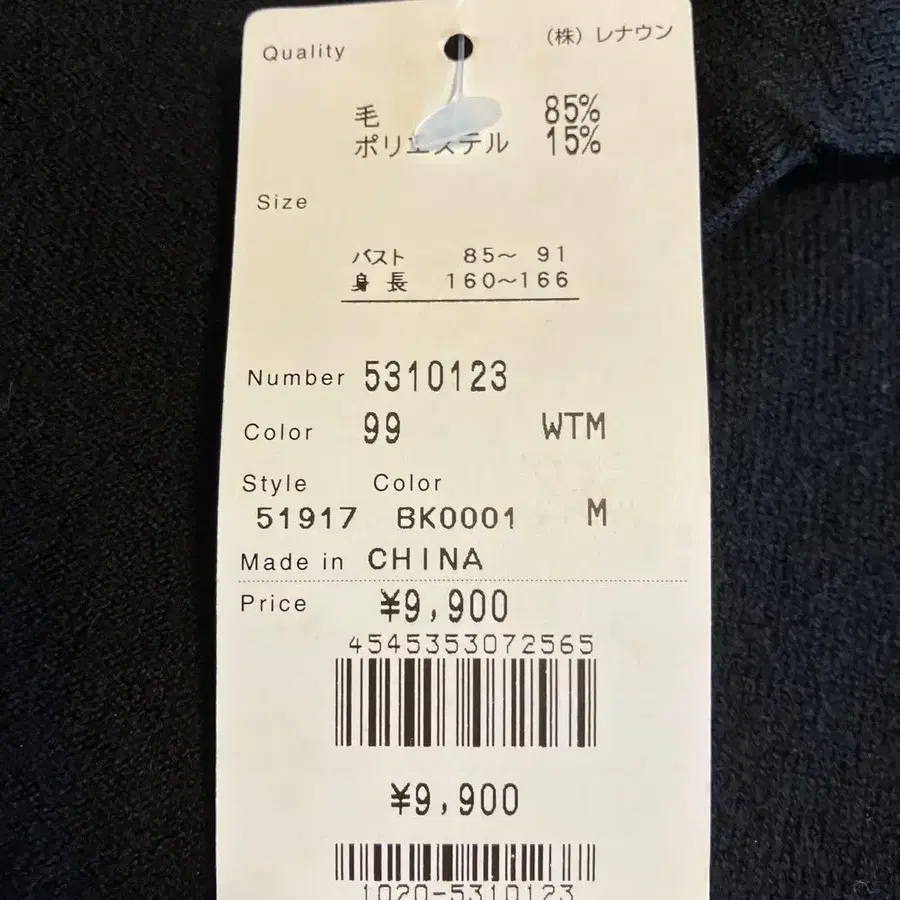 Quality （株）レナウン
毛 85%
ポリエステル 15%
Size
バスト 85～ 91
身 長 160～166
Number 5310123
Color 99 WTM
Style Color
51917 BK0001 M
Made in CHINA
Price ¥9,900
4545353072565
¥9,900
1020-5310123